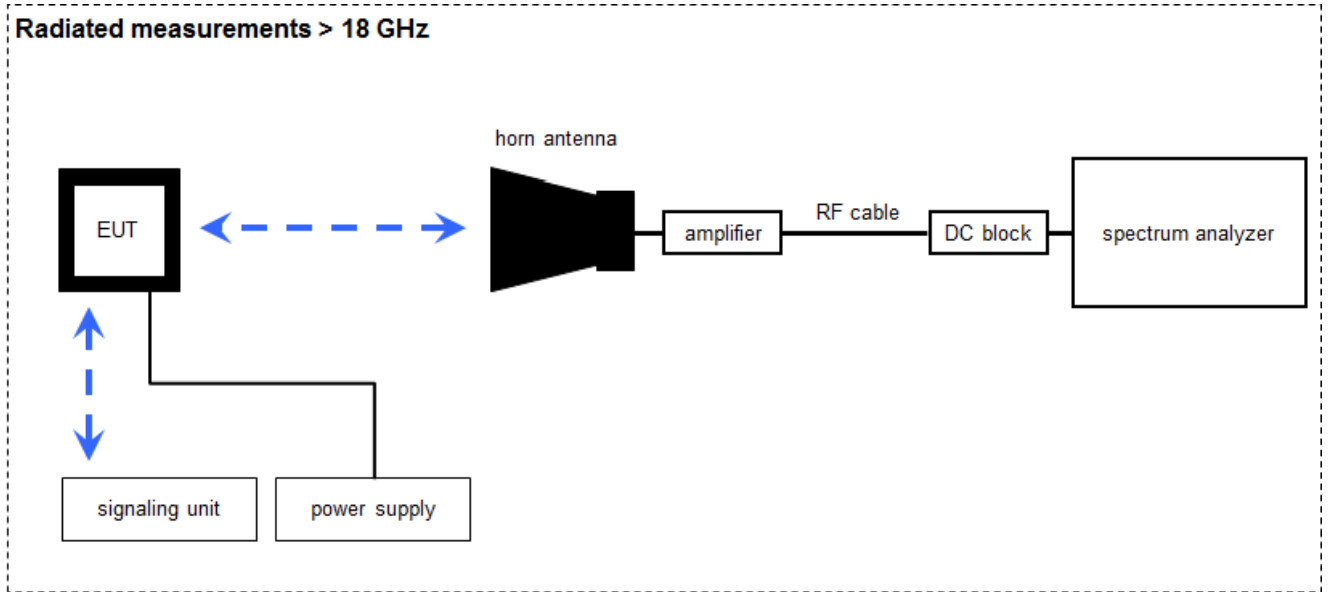 Radiated measurements > 18 GHz
horn antenna
EUT
amplifier
RF cable
DC block
spectrum analyzer
signaling unit
power supply